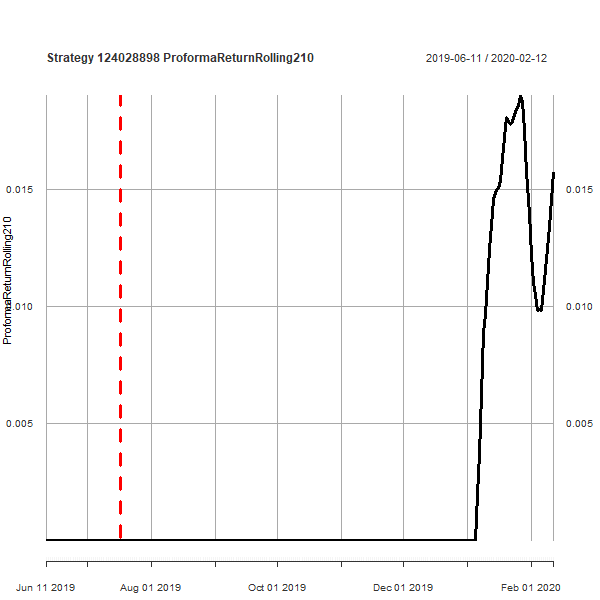 Strategy 124028898 ProformaReturnRolling210
2019-06-11 / 2020-02-12
ProformaReturnRolling210
0.015
0.015
0.010
0.010
0.005
0.005
Jun 11 2019
Aug 01 2019
Oct 01 2019
Dec 01 2019
Feb 01 2020